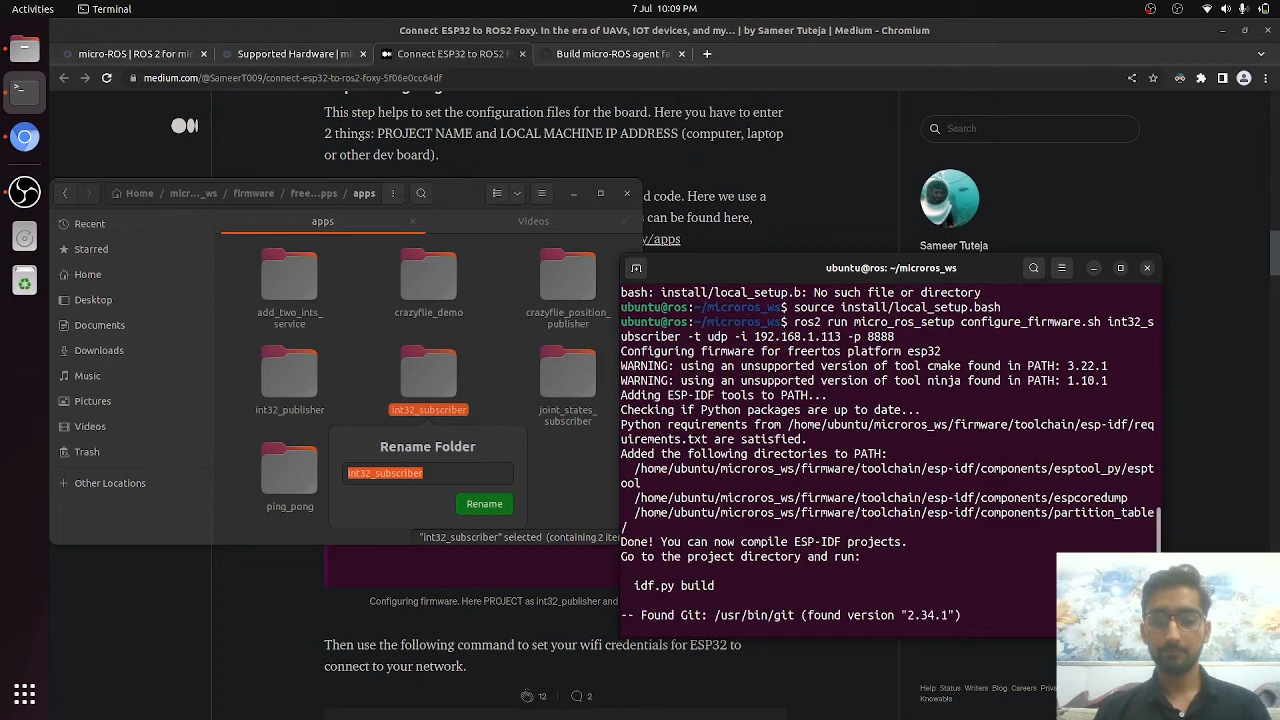 Activities
Terminal
7 Jul 10:09 PM
Connect ESP32 to ROS2 Foxy. In the era of UAVs, IOT devices, and my... | by Sameer Tuteja | Medium - Chromium
micro-ROS | ROS 2 for mic
Supported Hardware | mi
Connect ESP32 to ROS2 F
Build micro-ROS agent fa
medium.com/@SameerT009/connect-esp32-to-ros2-foxy-5f06e0cc64df
This step helps to set the configuration files for the board. Here you have to enter
2 things: PROJECT NAME and LOCAL MACHINE IP ADDRESS (computer, laptop
or other dev board).
d code. Here we use a
s can be found here,
y/apps
Search
Sameer Tuteja
Home / micr..._ws / firmware / free...pps / apps
apps
Videos
Recent
Starred
Home
Desktop
Documents
Downloads
Music
Pictures
Videos
Trash
Other Locations
add_two_ints_
service
crazyflie_demo
crazyflie_position_
publisher
int32_publisher
int32_subscriber
joint_states_
subscriber
ping_pong
Rename Folder
int32_subscriber
Rename
"int32_subscriber" selected (containing 2 ite
ubuntu@ros: ~/microros_ws
bash: install/local_setup.b: No such file or directory
ubuntu@ros:~/microros_ws$ source install/local_setup.bash
ubuntu@ros:~/microros_ws$ ros2 run micro_ros_setup configure_firmware.sh int32_s
ubscriber -t udp -i 192.168.1.113 -p 8888
Configuring firmware for freertos platform esp32
WARNING: using an unsupported version of tool cmake found in PATH: 3.22.1
WARNING: using an unsupported version of tool ninja found in PATH: 1.10.1
Adding ESP-IDF tools to PATH...
Checking if Python packages are up to date...
Python requirements from /home/ubuntu/microros_ws/firmware/toolchain/esp-idf/req
uirements.txt are satisfied.
Added the following directories to PATH:
/home/ubuntu/microros_ws/firmware/toolchain/esp-idf/components/esptool_py/espt
ool
/home/ubuntu/microros_ws/firmware/toolchain/esp-idf/components/espcoredump
/home/ubuntu/microros_ws/firmware/toolchain/esp-idf/components/partition_table
/
Done! You can now compile ESP-IDF projects.
Go to the project directory and run:
idf.py build
-- Found Git: /usr/bin/git (found version "2.34.1")
Configuring firmware. Here PROJECT as int32_publisher and
Then use the following command to set your wifi credentials for ESP32 to
connect to your network.
12
2
Help Status Writers Blog Careers Priva
Knowable